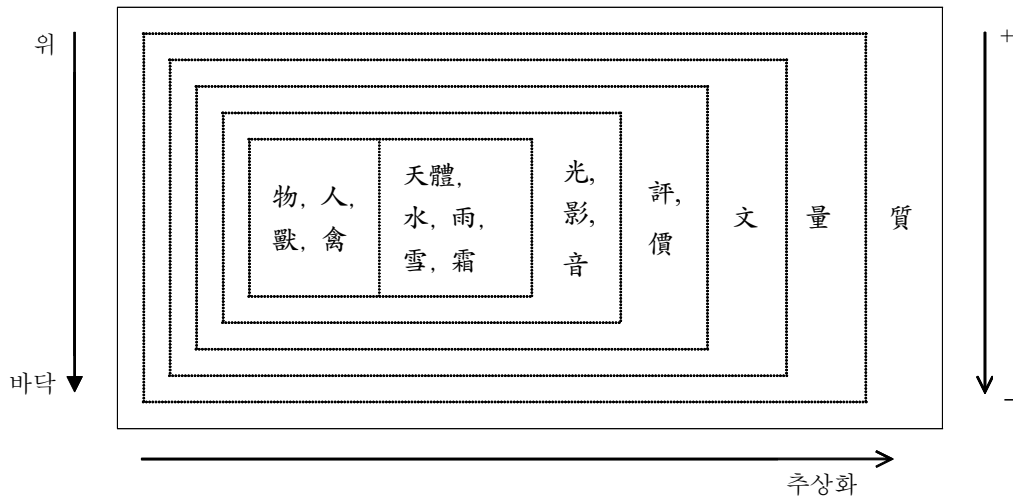 위
+
物, 人,
獸, 禽
天體,
水, 雨,
雪, 霜
光,
影,
音
評,
價
文
量
質
바닥
−
추상화